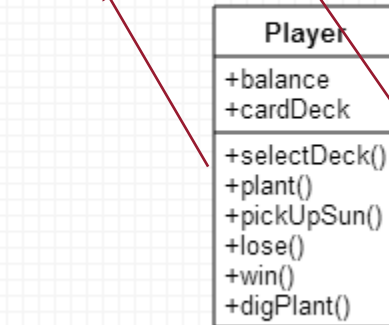 Player
+balance
+cardDeck
+selectDeck()
+plant()
+pickUpSun()
+lose()
+win()
+digPlant()